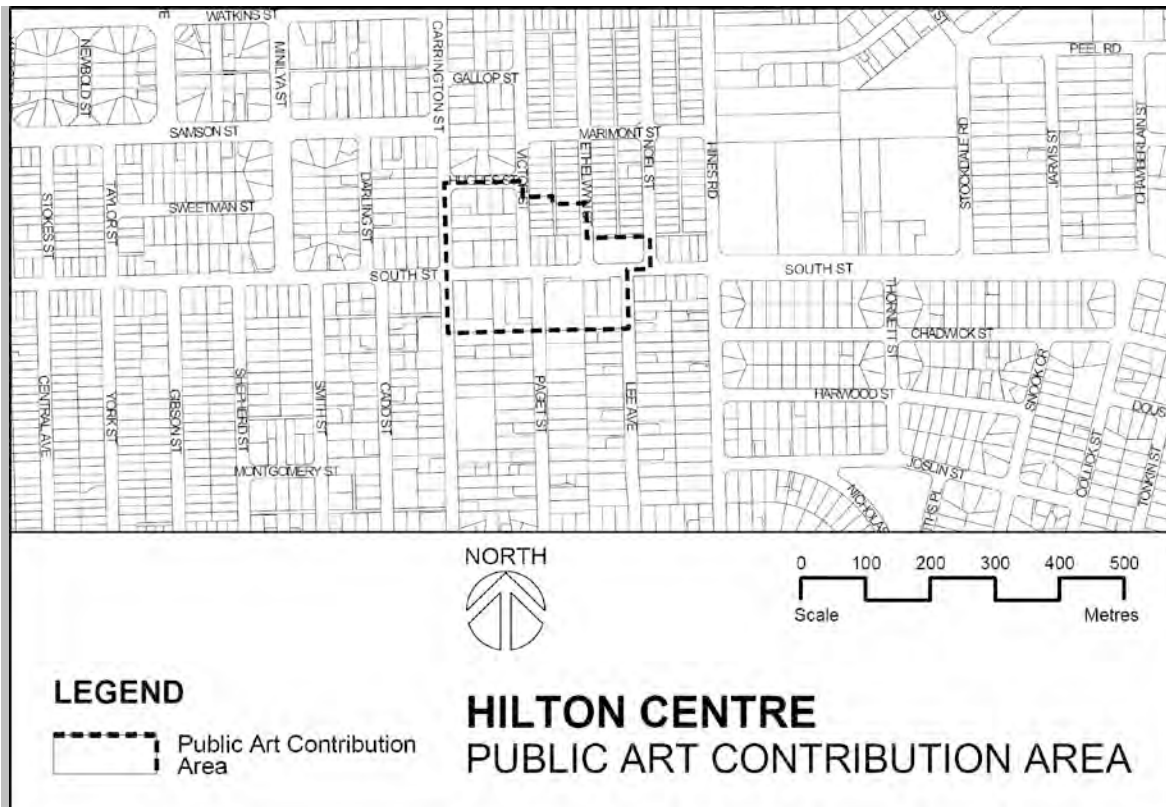 WATKINS ST
PEEL RD
NEWBOLD ST
MINILYA ST
CARRINGTON ST
GALLOP ST
SAMSON ST
MARIMONT ST
NOEL ST
HINES RD
STOCKDALE RD
JARVIS ST
CHAMBERLAIN ST
STOKES ST
TAYLOR ST
SWEETMAN ST
DARLING ST
SOUTH ST
SOUTH ST
THORNETT ST
CHADWICK ST
CENTRAL AVE
YORK ST
GIBSON ST
SHEPHERD ST
SMITH ST
CADD ST
PAGET ST
LEE AVE
HARWOOD ST
SNOOK CR
COLLICK ST
TONKIN ST
MONTGOMERY ST
JOSLIN ST
NICHOLAS
NORTH
0 100 200 300 400 500
Scale Metres
LEGEND
Public Art Contribution
Area
HILTON CENTRE
PUBLIC ART CONTRIBUTION AREA